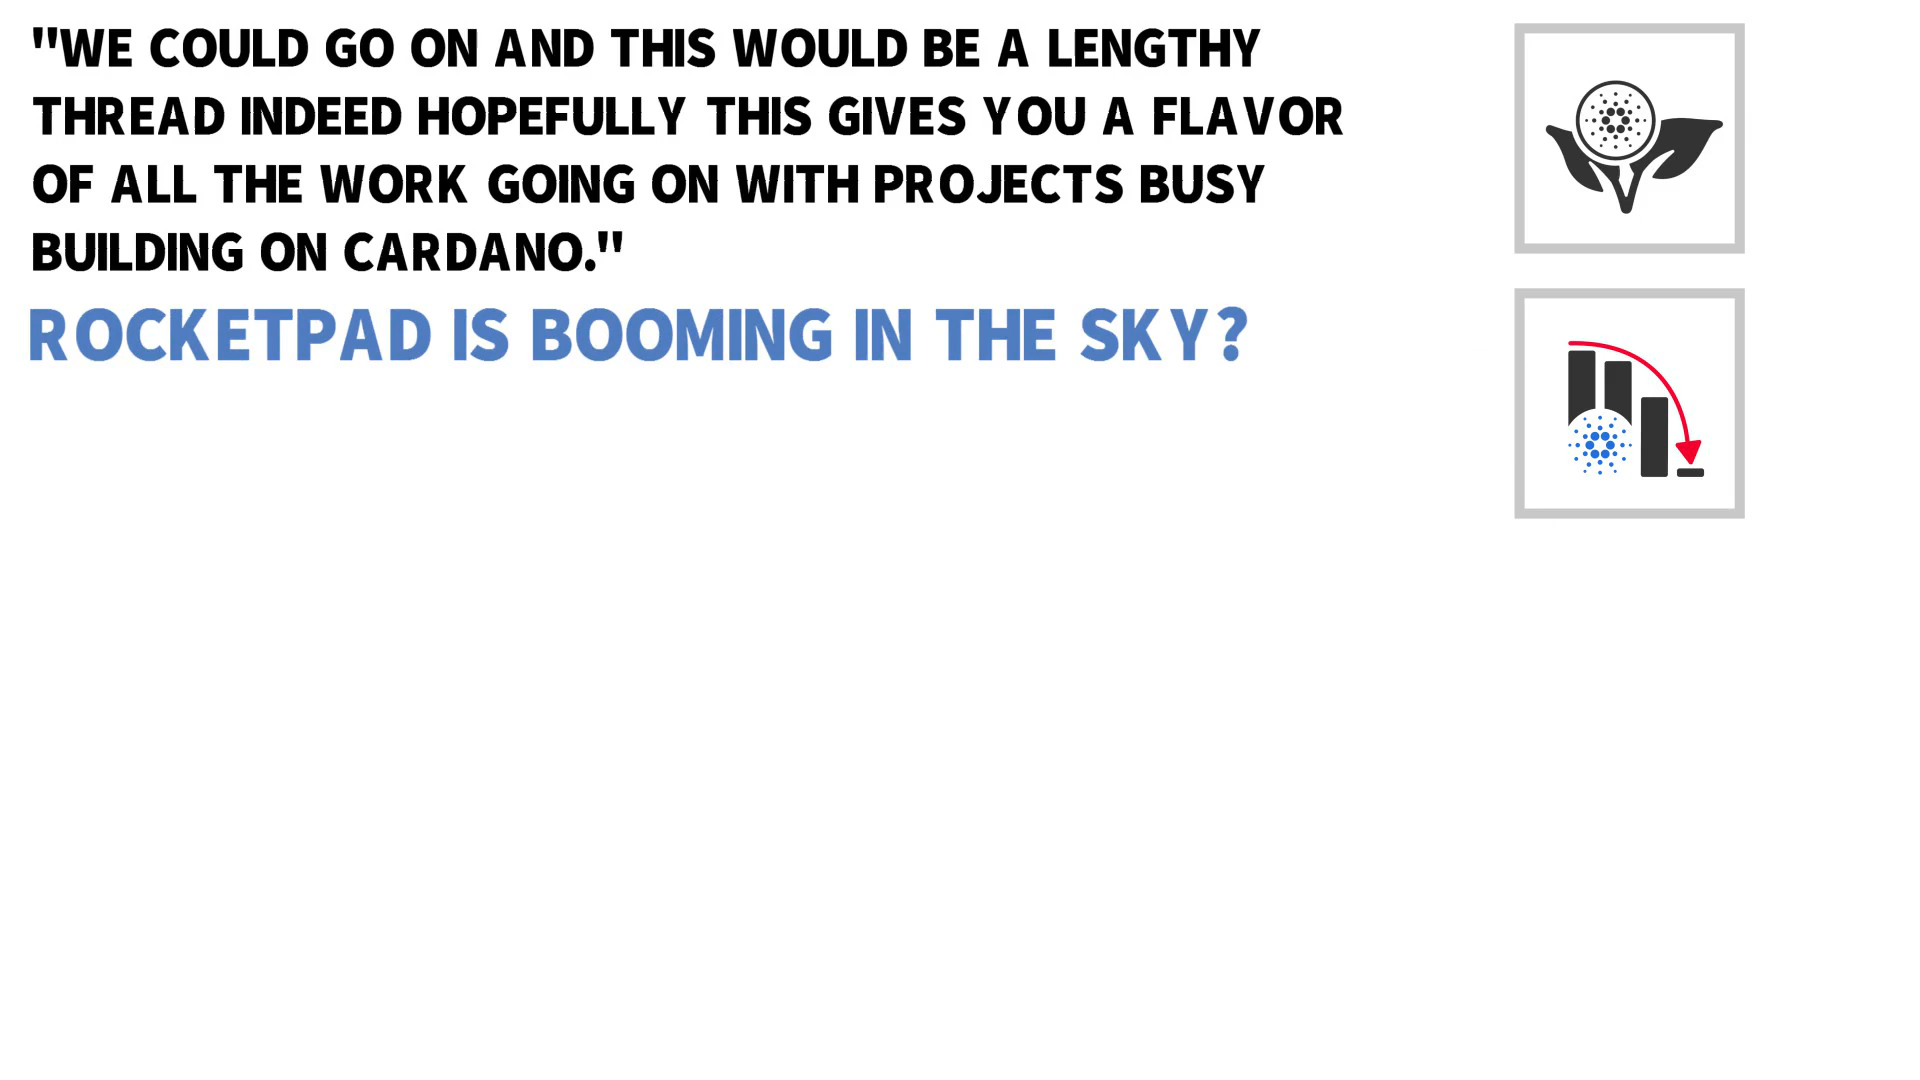 "WE COULD GO ON AND THIS WOULD BE A LENGTHY
THREAD INDEED HOPEFULLY THIS GIVES YOU A FLAVOR
OF ALL THE WORK GOING ON WITH PROJECTS BUSY
BUILDING ON CARDANO."
ROCKETPAD IS BOOMING IN THE SKY?